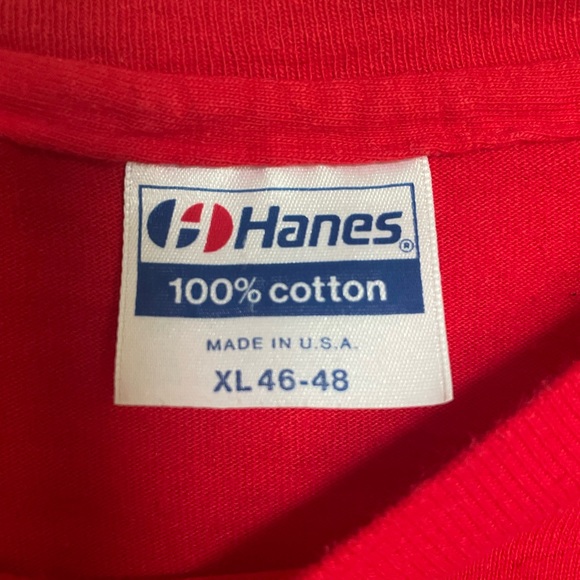 Hanes®
100% cotton
MADE IN U.S.A.
XL 46-48